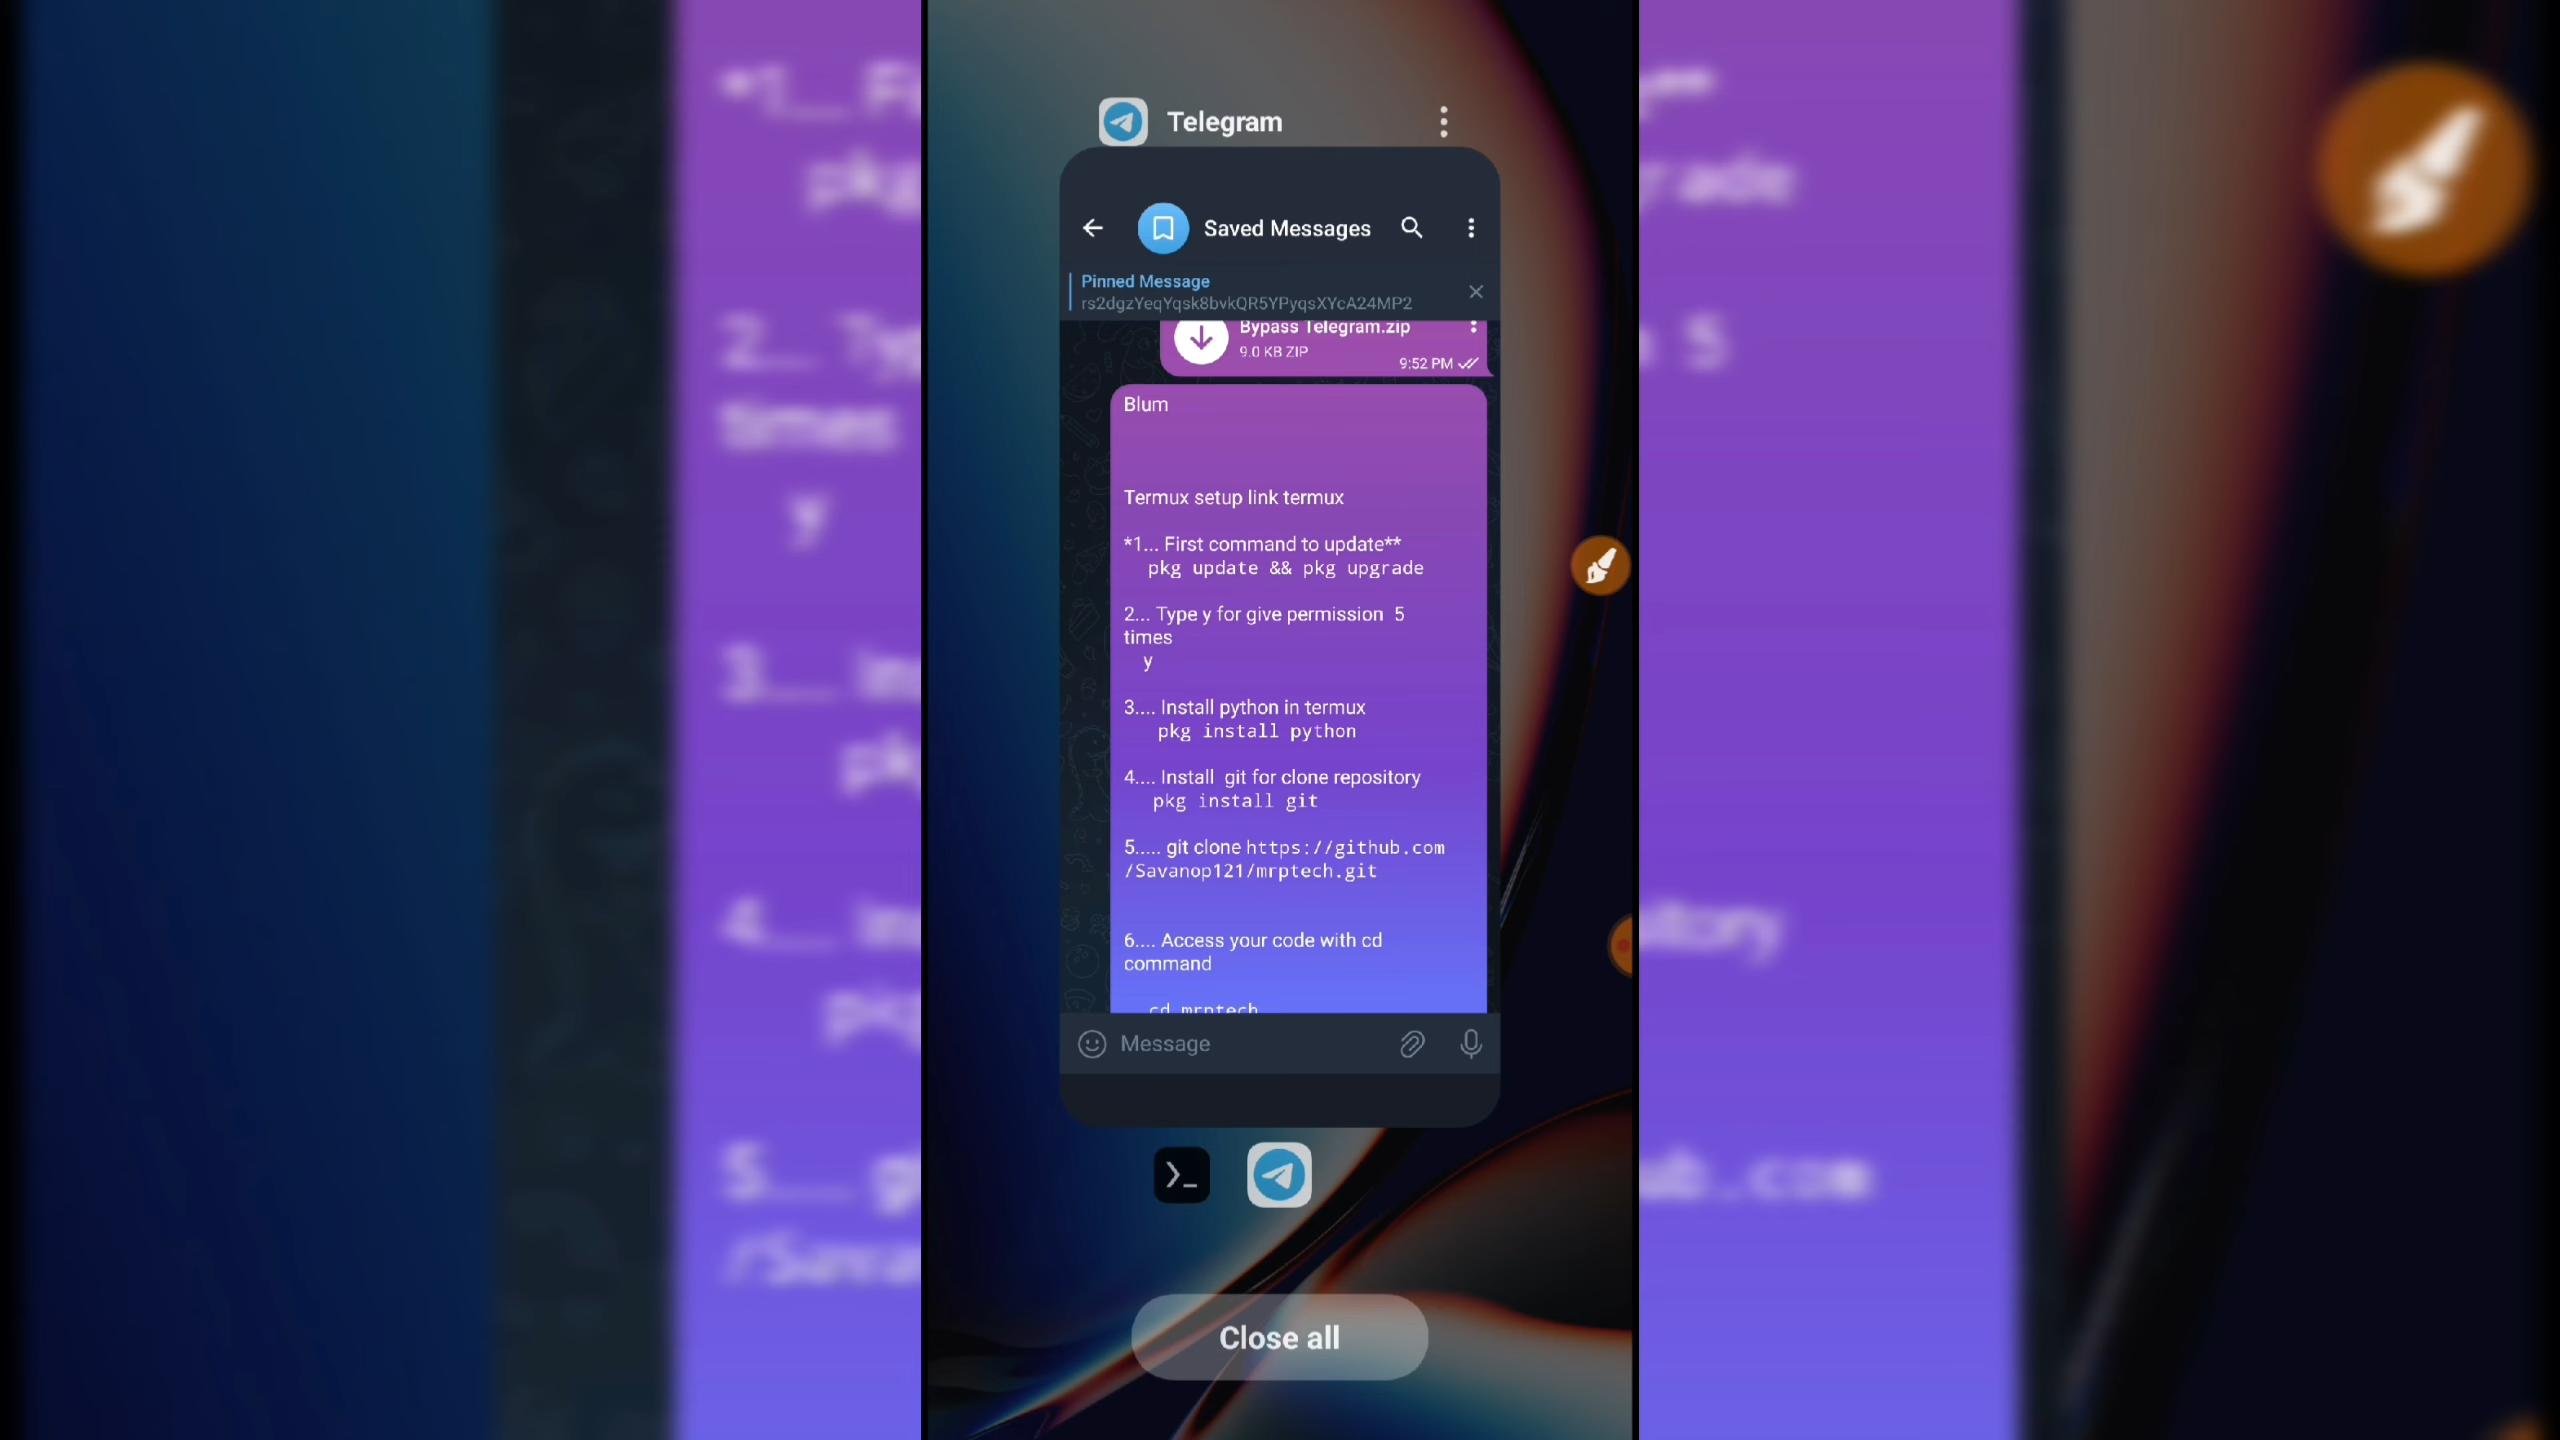 Telegram
Saved Messages
Pinned Message
rs2dgzYeqYqsk8bvkQR5YPyqsXYcA24MP2
Bypass Telegram.zip
9.0 KB ZIP
9:52 PM
Blum
Termux setup link termux
*1... First command to update**
pkg update && pkg upgrade
2... Type y for give permission 5
times
y
3.... Install python in termux
pkg install python
4.... Install git for clone repository
pkg install git
5..... git clone https://github.com
/Savanop121/mrptech.git
6.... Access your code with cd
command
cd mrptech
Message
Close all